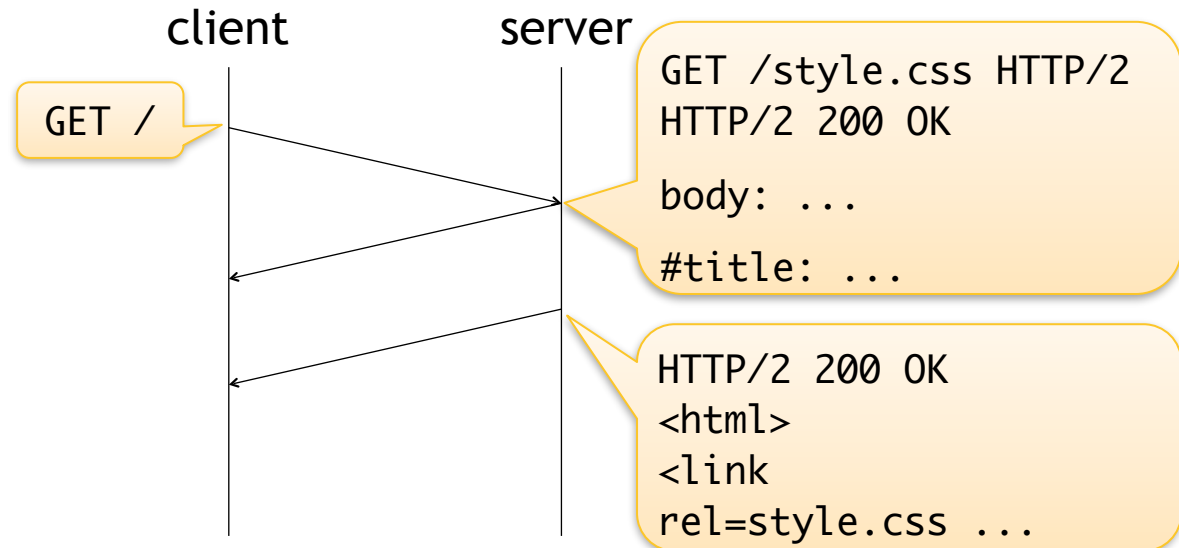 client
server
GET /
GET /style.css HTTP/2
HTTP/2 200 OK
body: ...
#title: ...
HTTP/2 200 OK
<html>
<link
rel=style.css ...